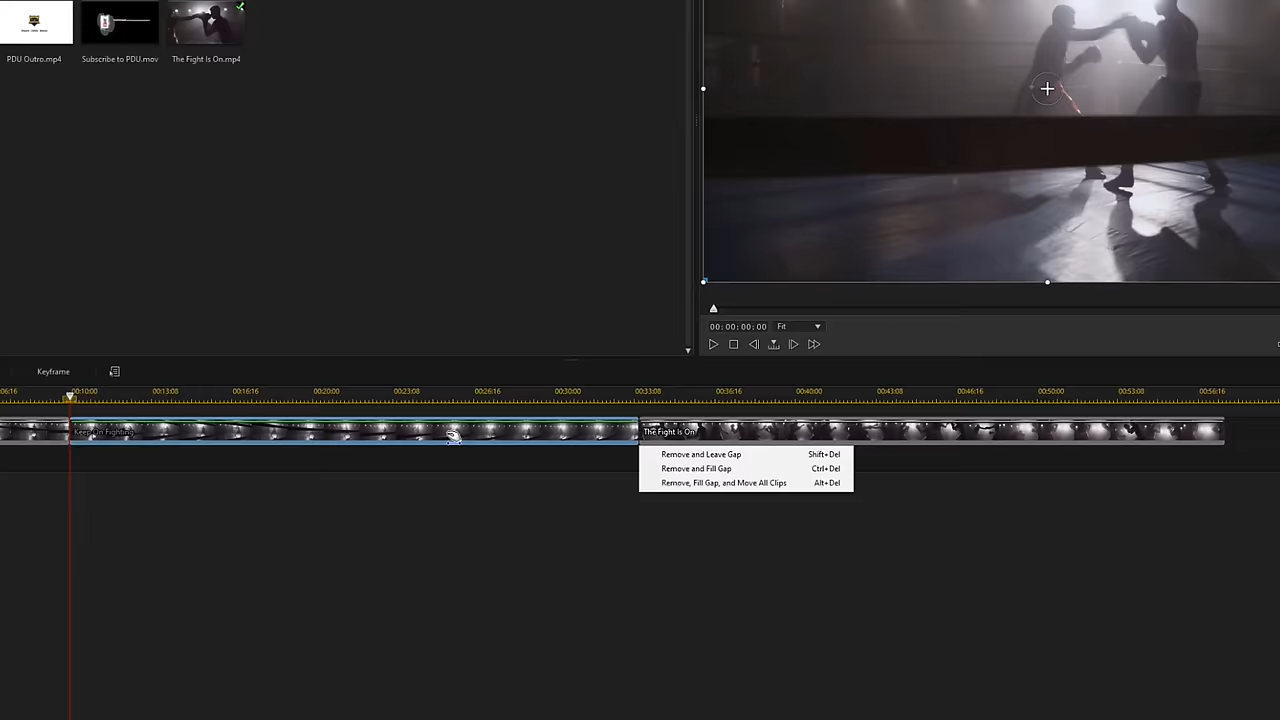 PDU Outro.mp4
Subscribe to PDU.mov
The Fight Is On.mp4
00:00:00:00
Fit
Keyframe
06:16 00:10:00 00:13:08 00:16:16 00:20:00 00:23:08 00:26:16 00:30:00 00:33:08 00:36:16 00:40:00 00:43:08 00:46:16 00:50:00 00:53:08 00:56:16
Keep On Fighting
The Fight Is On
Remove and Leave Gap Shift+Del
Remove and Fill Gap Ctrl+Del
Remove, Fill Gap, and Move All Clips Alt+Del